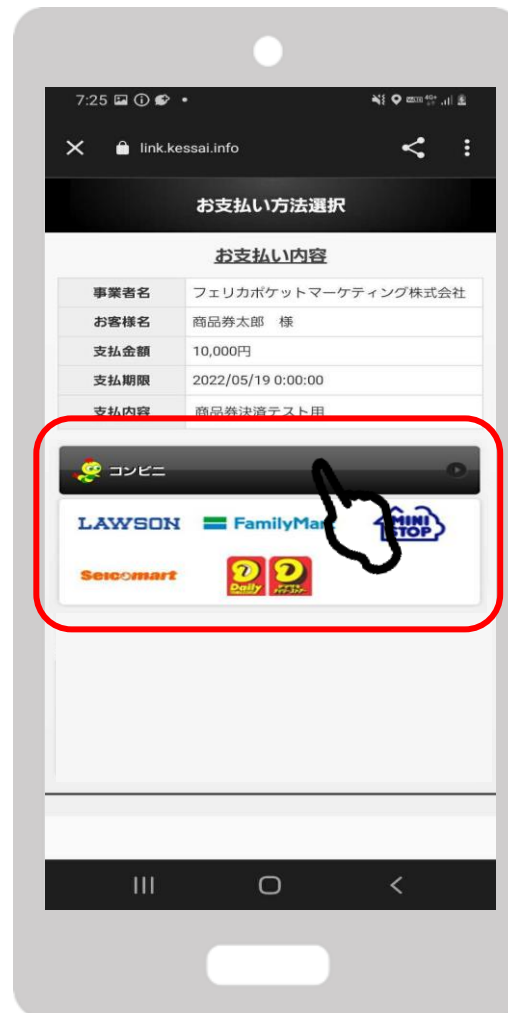 7:25
link.kessai.info
お支払い方法選択
お支払い内容
事業者名 フェリカポケットマーケティング株式会社
お客様名 商品券太郎 様
支払金額 10,000円
支払期限 2022/05/19 0:00:00
支払内容 商品券決済テスト用
コンビニ
LAWSON FamilyMar MINI STOP
Seicomart Daily